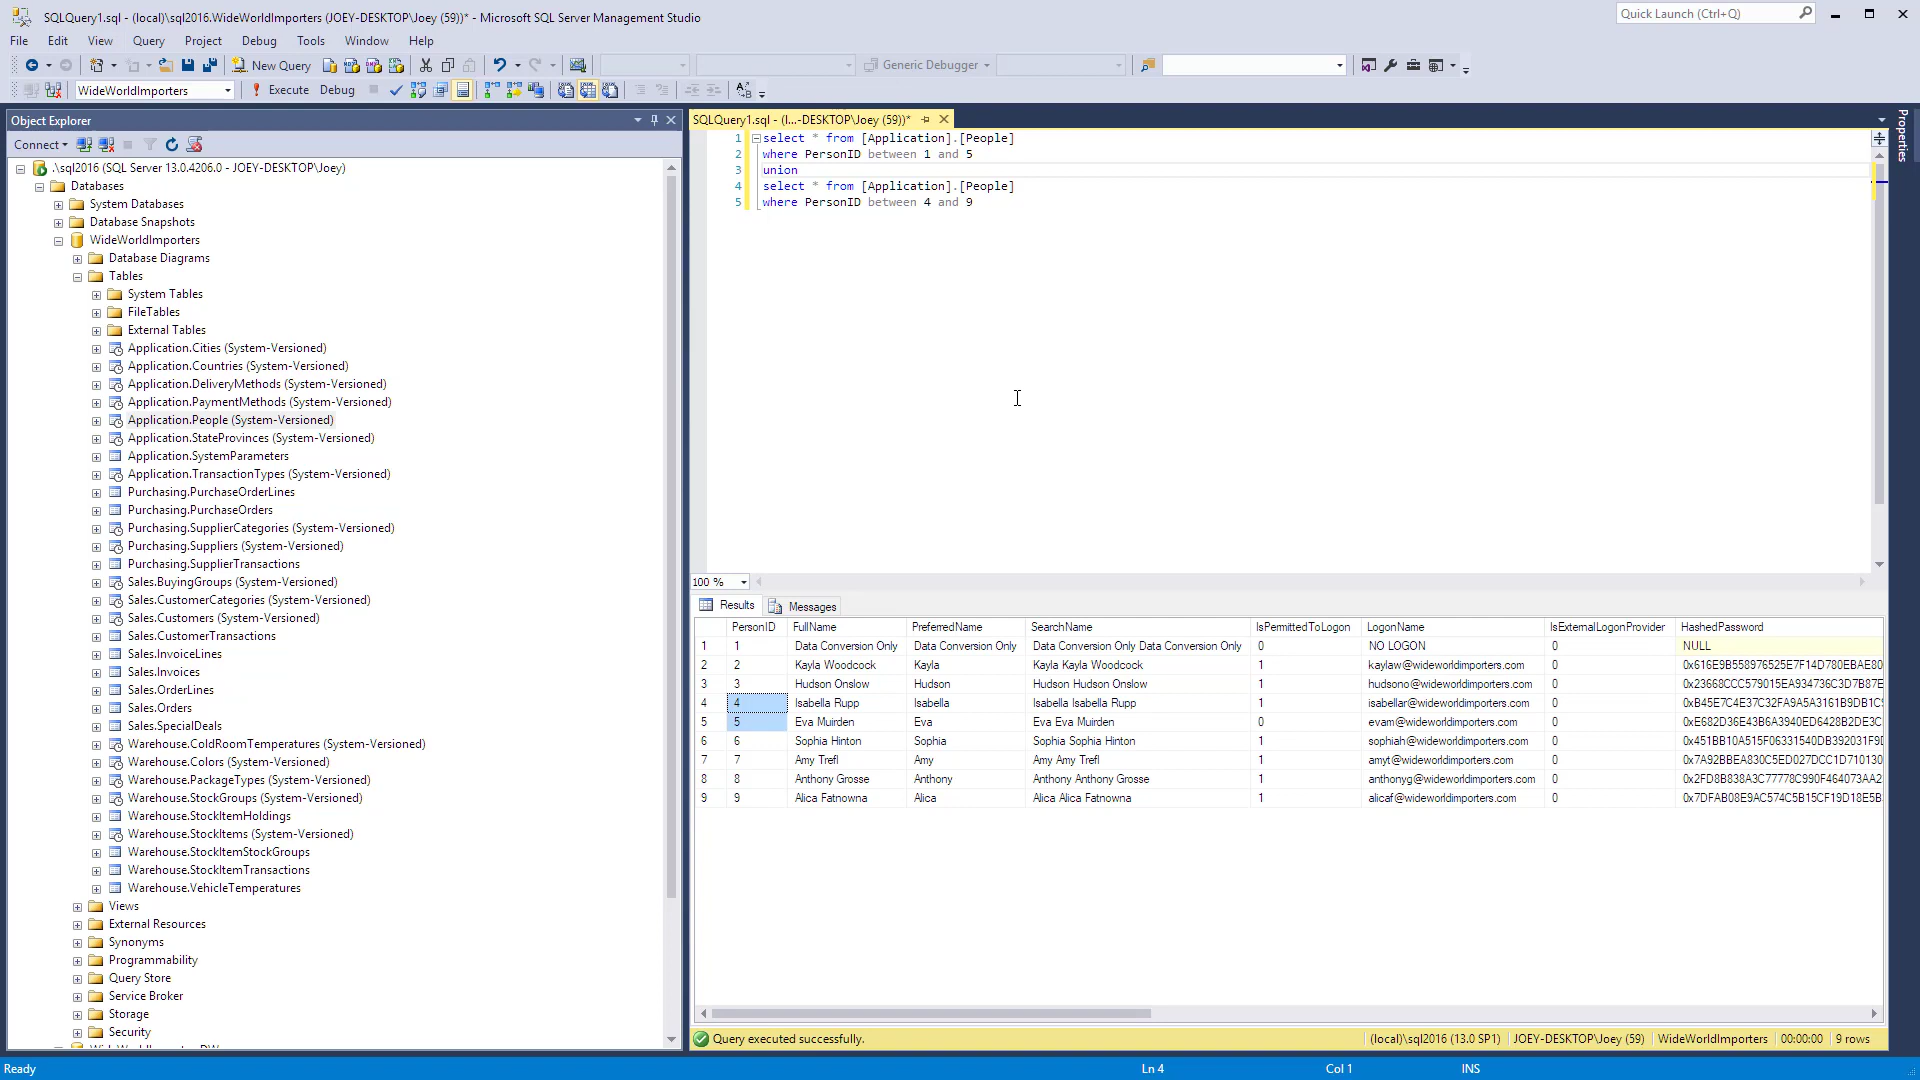 SQLQuery1.sql - (local)\sql2016.WideWorldImporters (JOEY-DESKTOP\Joey (59))* - Microsoft SQL Server Management Studio
Quick Launch (Ctrl+Q)
File Edit View Query Project Debug Tools Window Help
New Query
Generic Debugger
WideWorldImporters
Execute Debug
Object Explorer
Connect
.\sql2016 (SQL Server 13.0.4206.0 - JOEY-DESKTOP\Joey)
Databases
System Databases
Database Snapshots
WideWorldImporters
Database Diagrams
Tables
System Tables
FileTables
External Tables
Application.Cities (System-Versioned)
Application.Countries (System-Versioned)
Application.DeliveryMethods (System-Versioned)
Application.PaymentMethods (System-Versioned)
Application.People (System-Versioned)
Application.StateProvinces (System-Versioned)
Application.SystemParameters
Application.TransactionTypes (System-Versioned)
Purchasing.PurchaseOrderLines
Purchasing.PurchaseOrders
Purchasing.SupplierCategories (System-Versioned)
Purchasing.Suppliers (System-Versioned)
Purchasing.SupplierTransactions
Sales.BuyingGroups (System-Versioned)
Sales.CustomerCategories (System-Versioned)
Sales.Customers (System-Versioned)
Sales.CustomerTransactions
Sales.InvoiceLines
Sales.Invoices
Sales.OrderLines
Sales.Orders
Sales.SpecialDeals
Warehouse.ColdRoomTemperatures (System-Versioned)
Warehouse.Colors (System-Versioned)
Warehouse.PackageTypes (System-Versioned)
Warehouse.StockGroups (System-Versioned)
Warehouse.StockItemHoldings
Warehouse.StockItems (System-Versioned)
Warehouse.StockItemStockGroups
Warehouse.StockItemTransactions
Warehouse.VehicleTemperatures
Views
External Resources
Synonyms
Programmability
Query Store
Service Broker
Storage
Security
SQLQuery1.sql - (l...-DESKTOP\Joey (59))*
Properties
1 select * from [Application].[People]
2 where PersonID between 1 and 5
3 union
4 select * from [Application].[People]
5 where PersonID between 4 and 9
100 %
Results Messages
PersonID FullName PreferredName SearchName IsPermittedToLogon LogonName IsExternalLogonProvider HashedPassword
1 1 Data Conversion Only Data Conversion Only Data Conversion Only Data Conversion Only 0 NO LOGON 0 NULL
2 2 Kayla Woodcock Kayla Kayla Kayla Woodcock 1 kaylaw@wideworldimporters.com 0 0x616E9B558976525E7F14D780EBAE80
3 3 Hudson Onslow Hudson Hudson Hudson Onslow 1 hudsono@wideworldimporters.com 0 0x23668CCC579015EA934736C3D7B87E
4 4 Isabella Rupp Isabella Isabella Isabella Rupp 1 isabellar@wideworldimporters.com 0
5 5 Eva Muirden Eva Eva Eva Muirden 0 evam@wideworldimporters.com 0
6 6 Sophia Hinton Sophia Sophia Sophia Hinton 1 sophiah@wideworldimporters.com 0
7 7 Amy Trefl Amy Amy Amy Trefl 1 amyt@wideworldimporters.com 0
8 8 Anthony Grosse Anthony Anthony Anthony Grosse 1 anthonyg@wideworldimporters.com 0
9 9 Alica Fatnowna Alica Alica Alica Fatnowna 1 alicaf@wideworldimporters.com 0
Query executed successfully.
(local)\sql2016 (13.0 SP1) JOEY-DESKTOP\Joey (59) WideWorldImporters 00:00:00 9 rows
Ready Ln 4 Col 1 INS